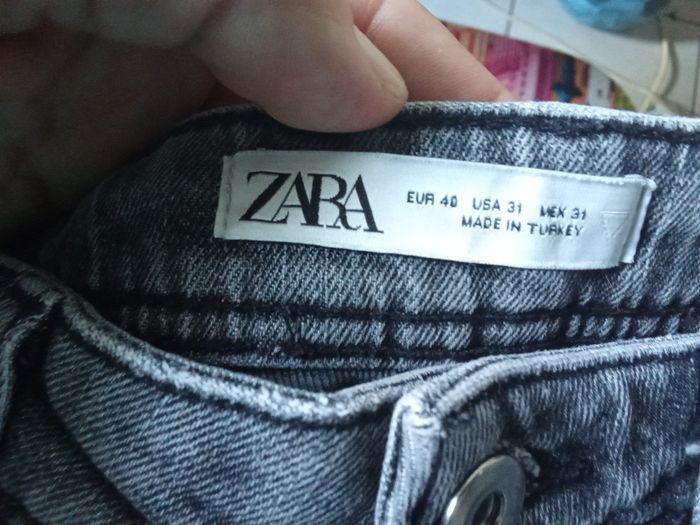 ZARA
EUR 40 USA 31 MEX 31
MADE IN TURKEY